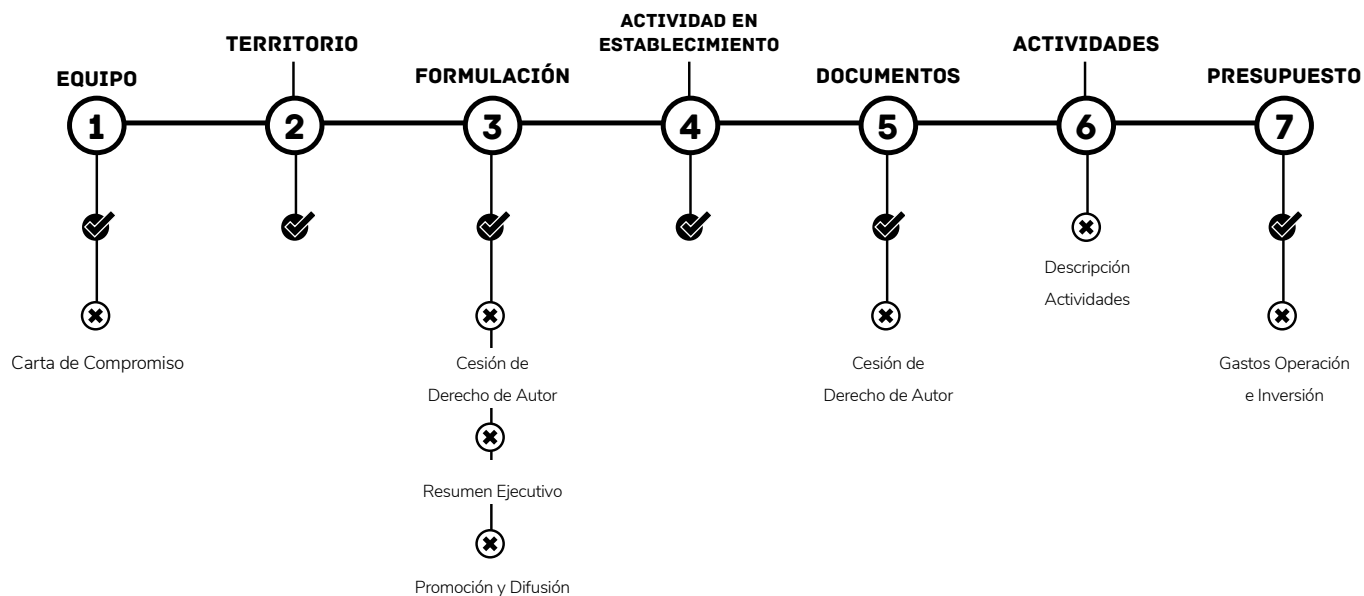 EQUIPO
TERRITORIO
FORMULACIÓN
ACTIVIDAD EN
ESTABLECIMIENTO
DOCUMENTOS
ACTIVIDADES
PRESUPUESTO
1
2
3
4
5
6
7
Carta de Compromiso
Cesión de
Derecho de Autor
Resumen Ejecutivo
Promoción y Difusión
Cesión de
Derecho de Autor
Descripción
Actividades
Gastos Operación
e Inversión